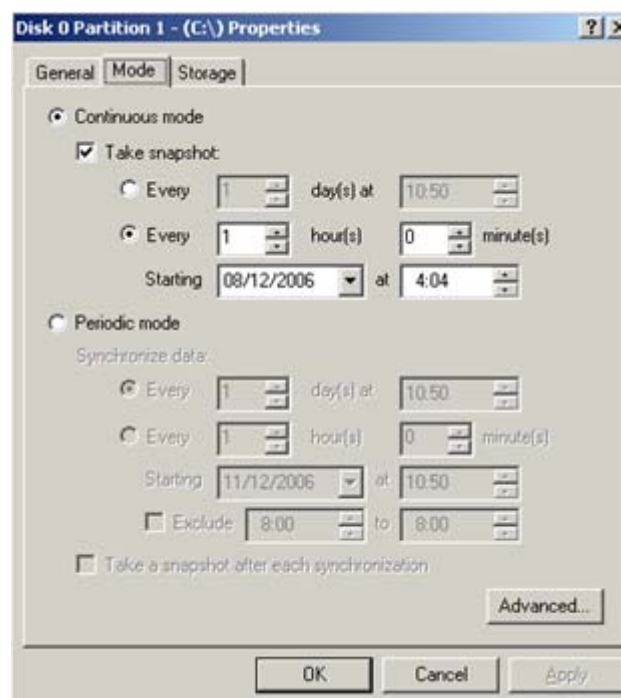 Disk 0 Partition 1 - (C:\) Properties
General Mode Storage
Continuous mode
Take snapshot:
Every 1 day(s) at 10:50
Every 1 hour(s) 0 minute(s)
Starting 08/12/2006 at 4:04
Periodic mode
Synchronize data:
Every 1 day(s) at 10:50
Every 1 hour(s) 0 minute(s)
Starting 11/12/2006 at 10:50
Exclude 8:00 to 8:00
Take a snapshot after each synchronization
Advanced...
OK Cancel Apply